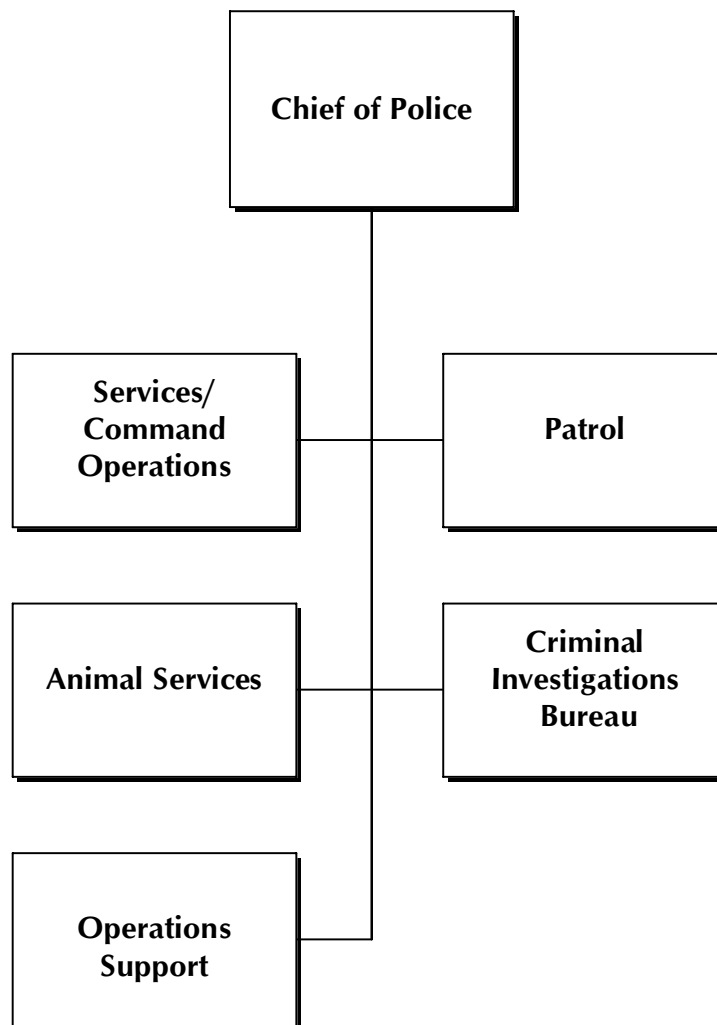 Chief of Police
Services/
Command
Operations
Patrol
Animal Services
Criminal
Investigations
Bureau
Operations
Support